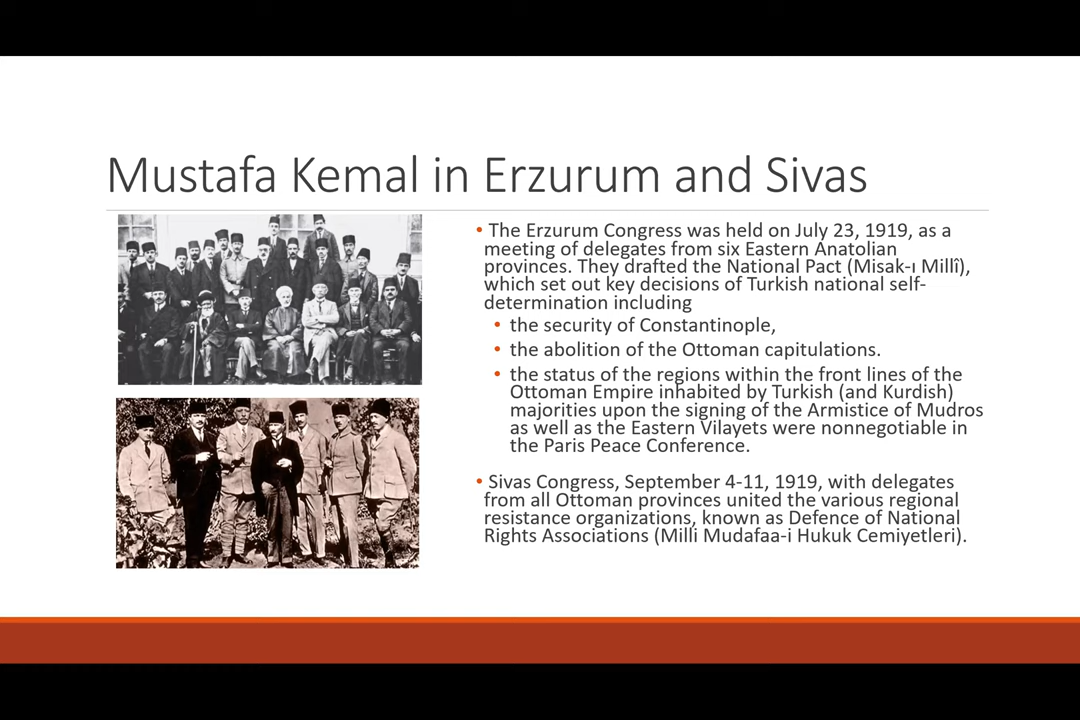 Mustafa Kemal in Erzurum and Sivas
• The Erzurum Congress was held on July 23, 1919, as a
meeting of delegates from six Eastern Anatolian
provinces. They drafted the National Pact (Misak-ı Millî),
which set out key decisions of Turkish national self-
determination including
• the security of Constantinople,
• the abolition of the Ottoman capitulations.
• the status of the regions within the front lines of the
Ottoman Empire inhabited by Turkish (and Kurdish)
majorities upon the signing of the Armistice of Mudros
as well as the Eastern Vilayets were nonnegotiable in
the Paris Peace Conference.
• Sivas Congress, September 4-11, 1919, with delegates
from all Ottoman provinces united the various regional
resistance organizations, known as Defence of National
Rights Associations (Milli Mudafaa-i Hukuk Cemiyetleri).